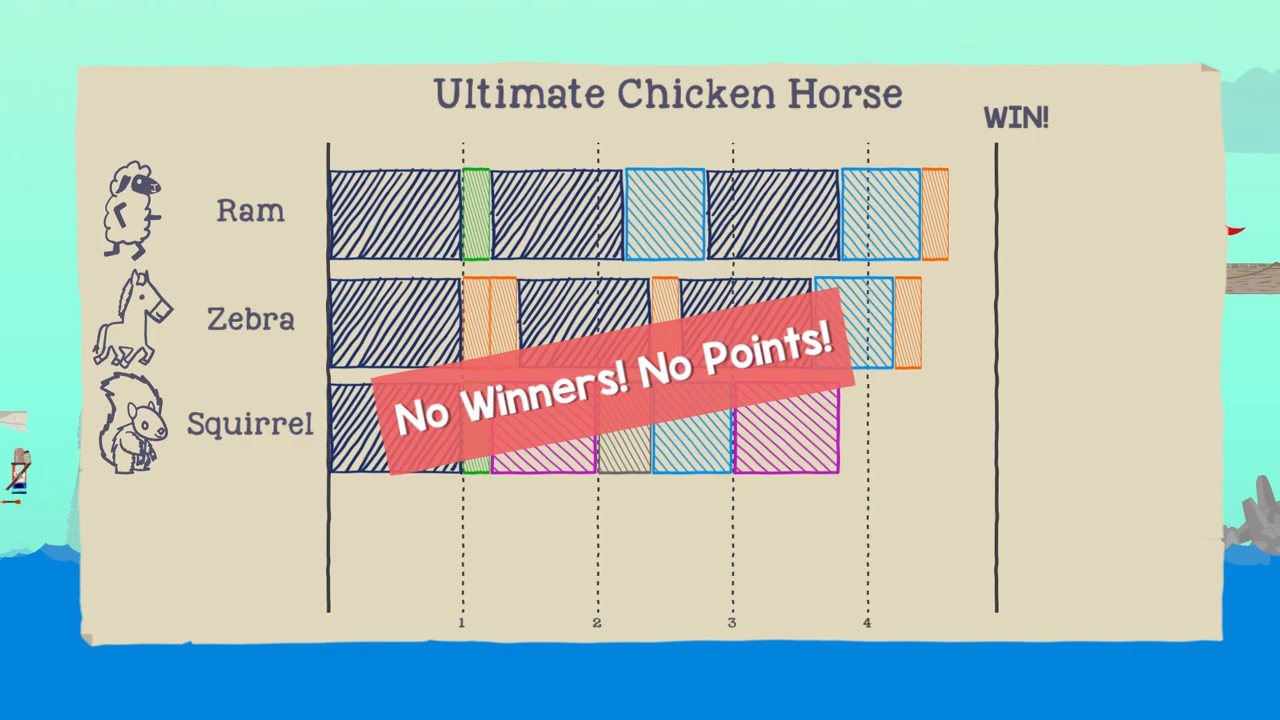 Ultimate Chicken Horse
WIN!
Ram
Zebra
No Winners! No Points!
Squirrel
1 2 3 4